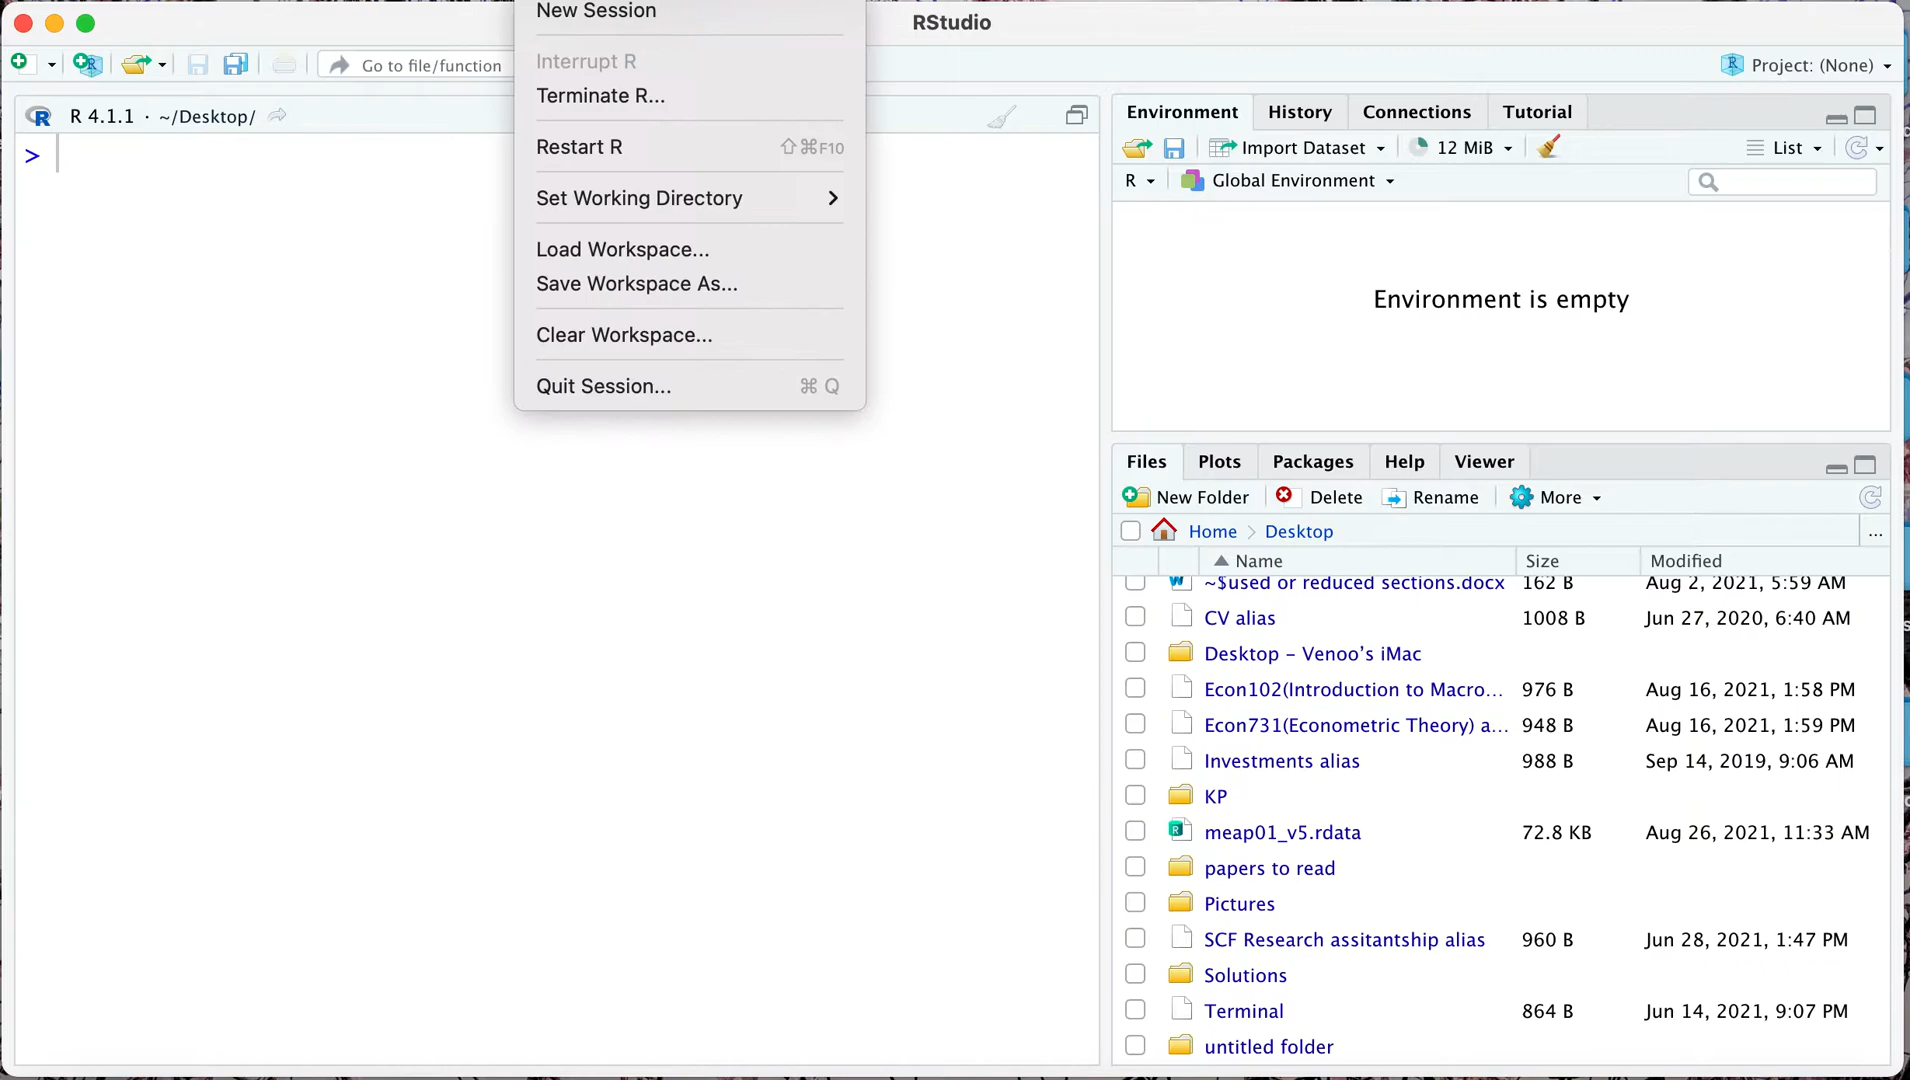 RStudio
Go to file/function
Project: (None)
R 4.1.1 · ~/Desktop/
>
New Session
Interrupt R
Terminate R...
Restart R ⇧⌘F10
Set Working Directory
Load Workspace...
Save Workspace As...
Clear Workspace...
Quit Session... ⌘ Q
Environment History Connections Tutorial
Import Dataset 12 MiB List
R Global Environment
Environment is empty
Files Plots Packages Help Viewer
New Folder Delete Rename More
Home Desktop ...
Name Size Modified
~$used or reduced sections.docx 162 B Aug 2, 2021, 5:59 AM
CV alias 1008 B Jun 27, 2020, 6:40 AM
Desktop – Venoo’s iMac
Econ102(Introduction to Macro... 976 B Aug 16, 2021, 1:58 PM
Econ731(Econometric Theory) a... 948 B Aug 16, 2021, 1:59 PM
Investments alias 988 B Sep 14, 2019, 9:06 AM
KP
meap01_v5.rdata 72.8 KB Aug 26, 2021, 11:33 AM
papers to read
Pictures
SCF Research assitantship alias 960 B Jun 28, 2021, 1:47 PM
Solutions
Terminal 864 B Jun 14, 2021, 9:07 PM
untitled folder